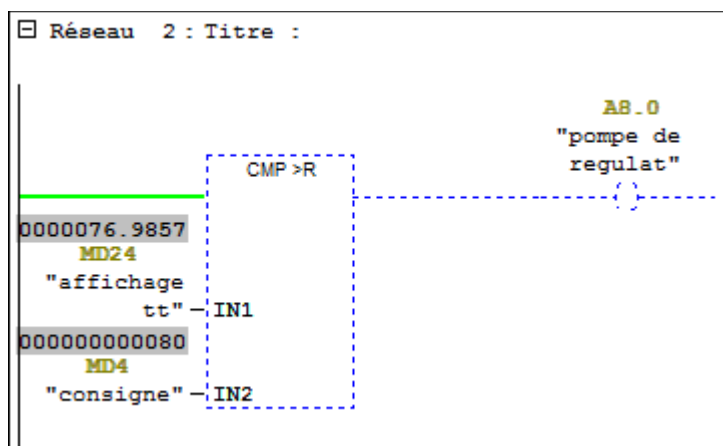 Réseau 2 : Titre :
A8.0
"pompe de
regulat"
CMP >R
0000076.9857
MD24
"affichage
tt"
IN1
000000000080
MD4
"consigne"
IN2